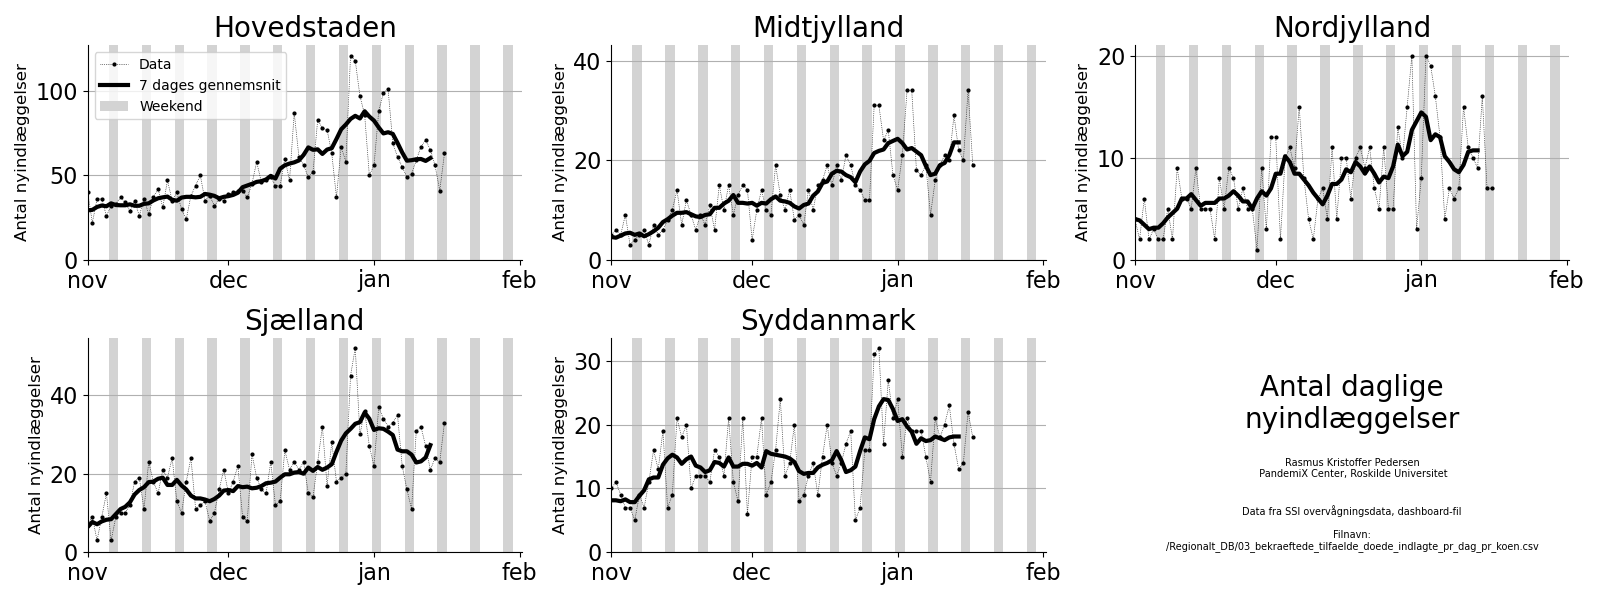 Hovedstaden
Antal nyindlæggelser
100
50
0
Data
7 dages gennemsnit
Weekend
nov dec jan feb
Midtjylland
Antal nyindlæggelser
40
20
0
nov dec jan feb
Nordjylland
Antal nyindlæggelser
20
10
0
nov dec jan feb
Sjælland
Antal nyindlæggelser
40
20
0
nov dec jan feb
Syddanmark
Antal nyindlæggelser
30
20
10
0
nov dec jan feb
Antal daglige
nyindlæggelser
Rasmus Kristoffer Pedersen
PandemiX Center, Roskilde Universitet
Data fra SSI overvågningsdata, dashboard-fil
Filnavn:
/Regionalt_DB/03_bekraeftede_tilfaelde_doede_indlagte_pr_dag_pr_koen.csv